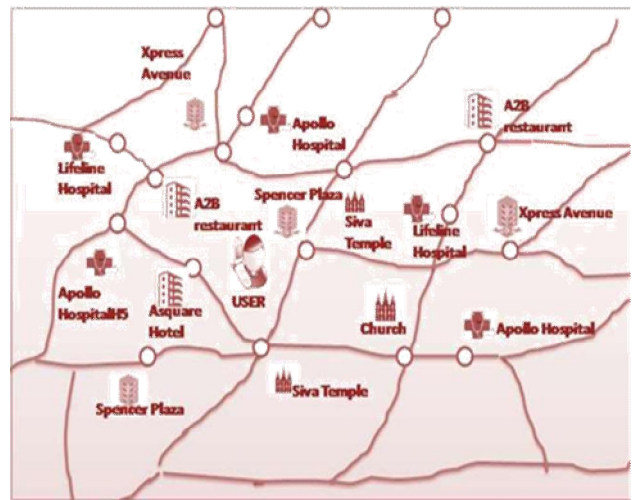 Xpress
Avenue
Apollo
Hospital
A2B
restaurant
Lifeline
Hospital
A2B
restaurant
Spencer Plaza
Siva
Temple
Lifeline
Hospital
Xpress Avenue
Apollo
HospitalH5
Asquare
Hotel
USER
Church
Apollo Hospital
Spencer Plaza
Siva Temple